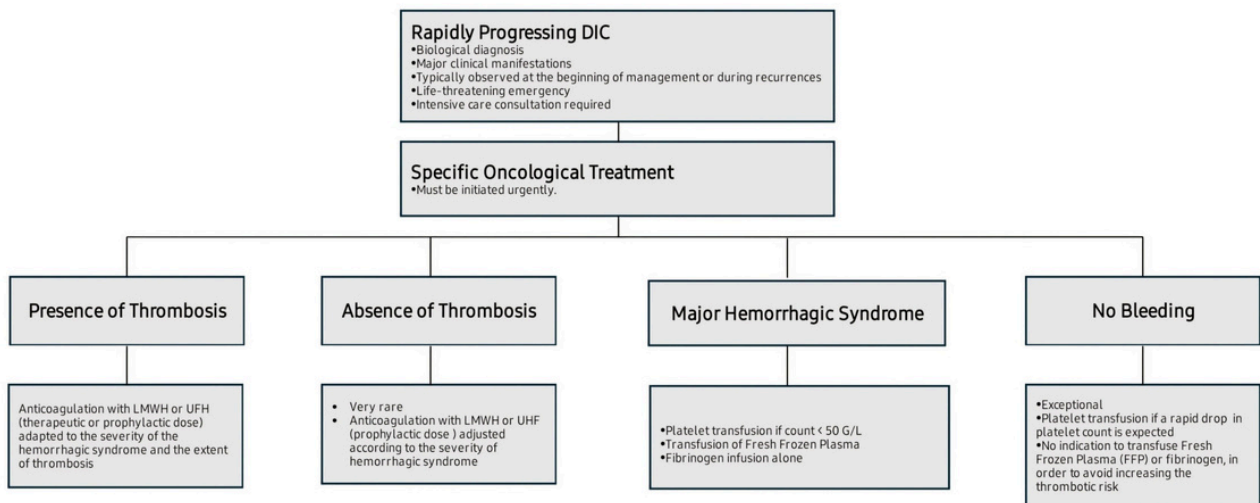 Rapidly Progressing DIC
•Biological diagnosis
•Major clinical manifestations
•Typically observed at the beginning of management or during recurrences
•Life-threatening emergency
•Intensive care consultation required
Specific Oncological Treatment
•Must be initiated urgently.
Presence of Thrombosis
Absence of Thrombosis
Major Hemorrhagic Syndrome
No Bleeding
Anticoagulation with LMWH or UFH
(therapeutic or prophylactic dose)
adapted to the severity of the
hemorrhagic syndrome and the extent
of thrombosis
• Very rare
• Anticoagulation with LMWH or UHF
(prophylactic dose ) adjusted
according to the severity of
hemorrhagic syndrome
•Platelet transfusion if count < 50 G/L
•Transfusion of Fresh Frozen Plasma
•Fibrinogen infusion alone
•Exceptional
•Platelet transfusion if a rapid drop in
platelet count is expected
•No indication to transfuse Fresh
Frozen Plasma (FFP) or fibrinogen, in
order to avoid increasing the
thrombotic risk